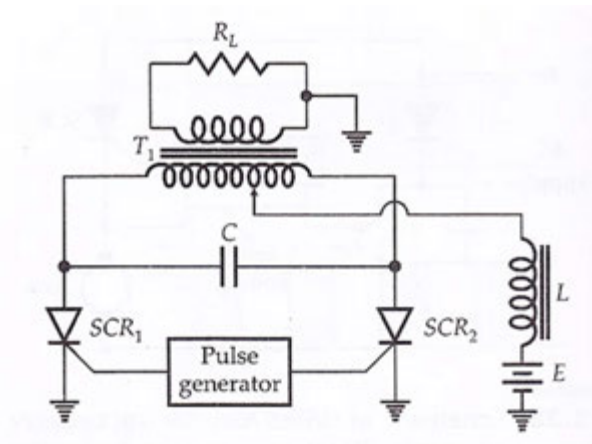 R_L
T_1
C
SCR_1
SCR_2
L
Pulse
generator
E